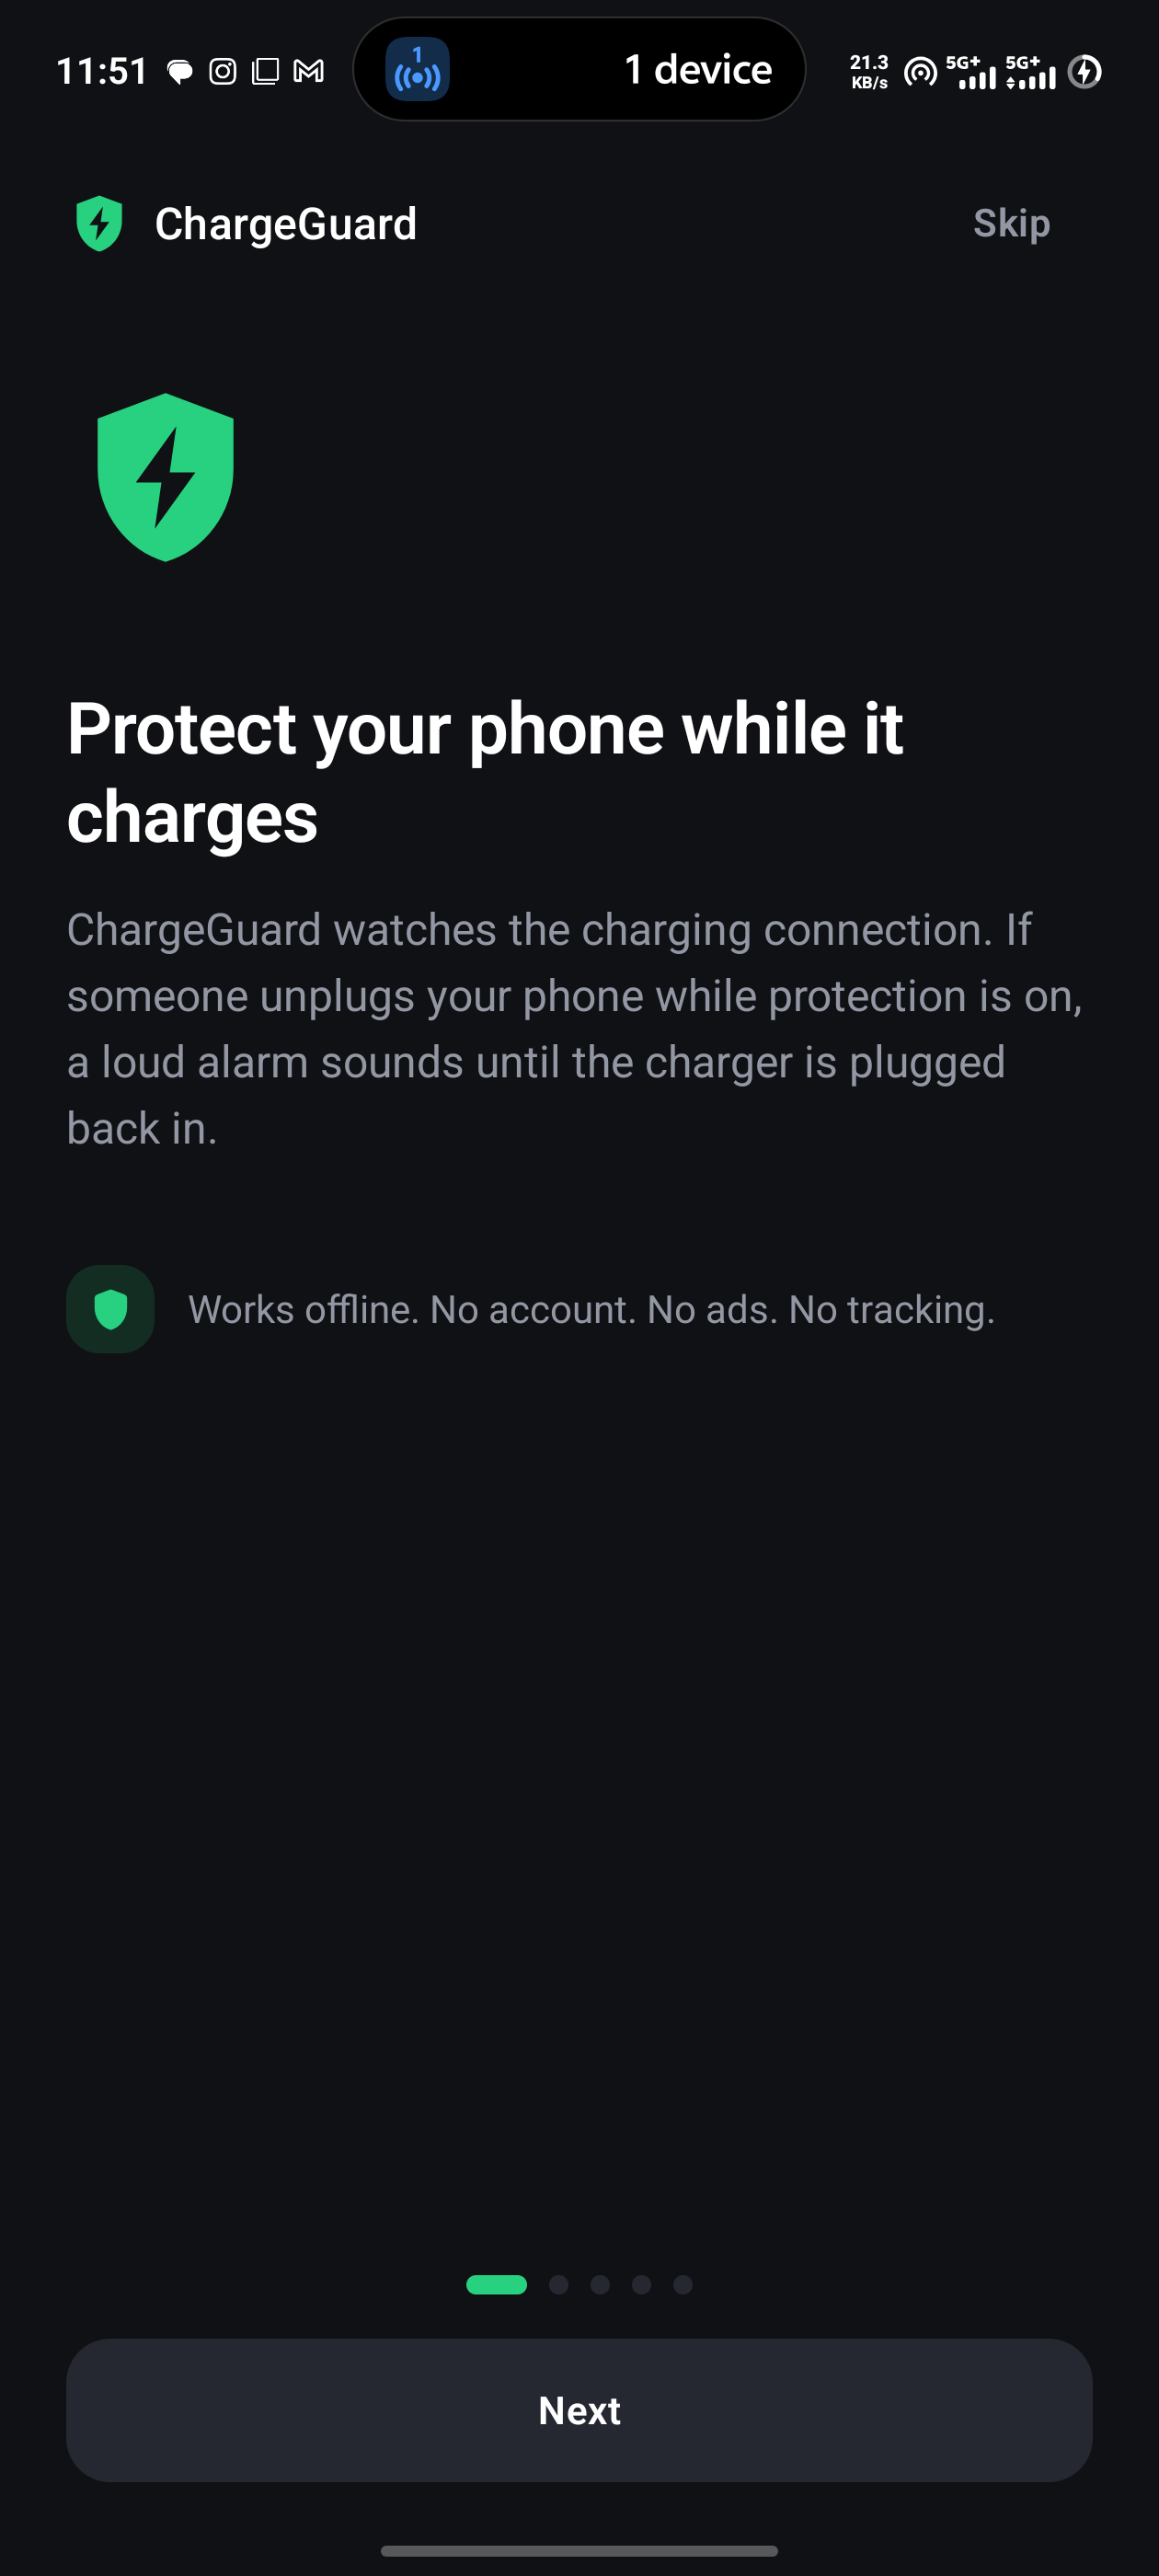 11:51
1
1 device
21.3
KB/s
5G+
5G+
ChargeGuard
Skip
Protect your phone while it
charges
ChargeGuard watches the charging connection. If
someone unplugs your phone while protection is on,
a loud alarm sounds until the charger is plugged
back in.
Works offline. No account. No ads. No tracking.
Next